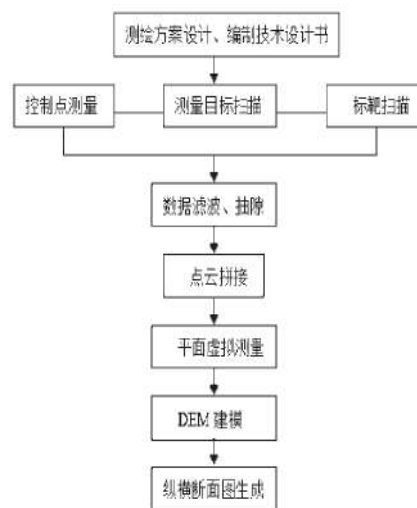 测绘方案设计、编制技术设计书
控制点测量
测量目标扫描
标靶扫描
数据滤波、抽隙
点云拼接
平面虚拟测量
DEM 建模
纵横断面图生成